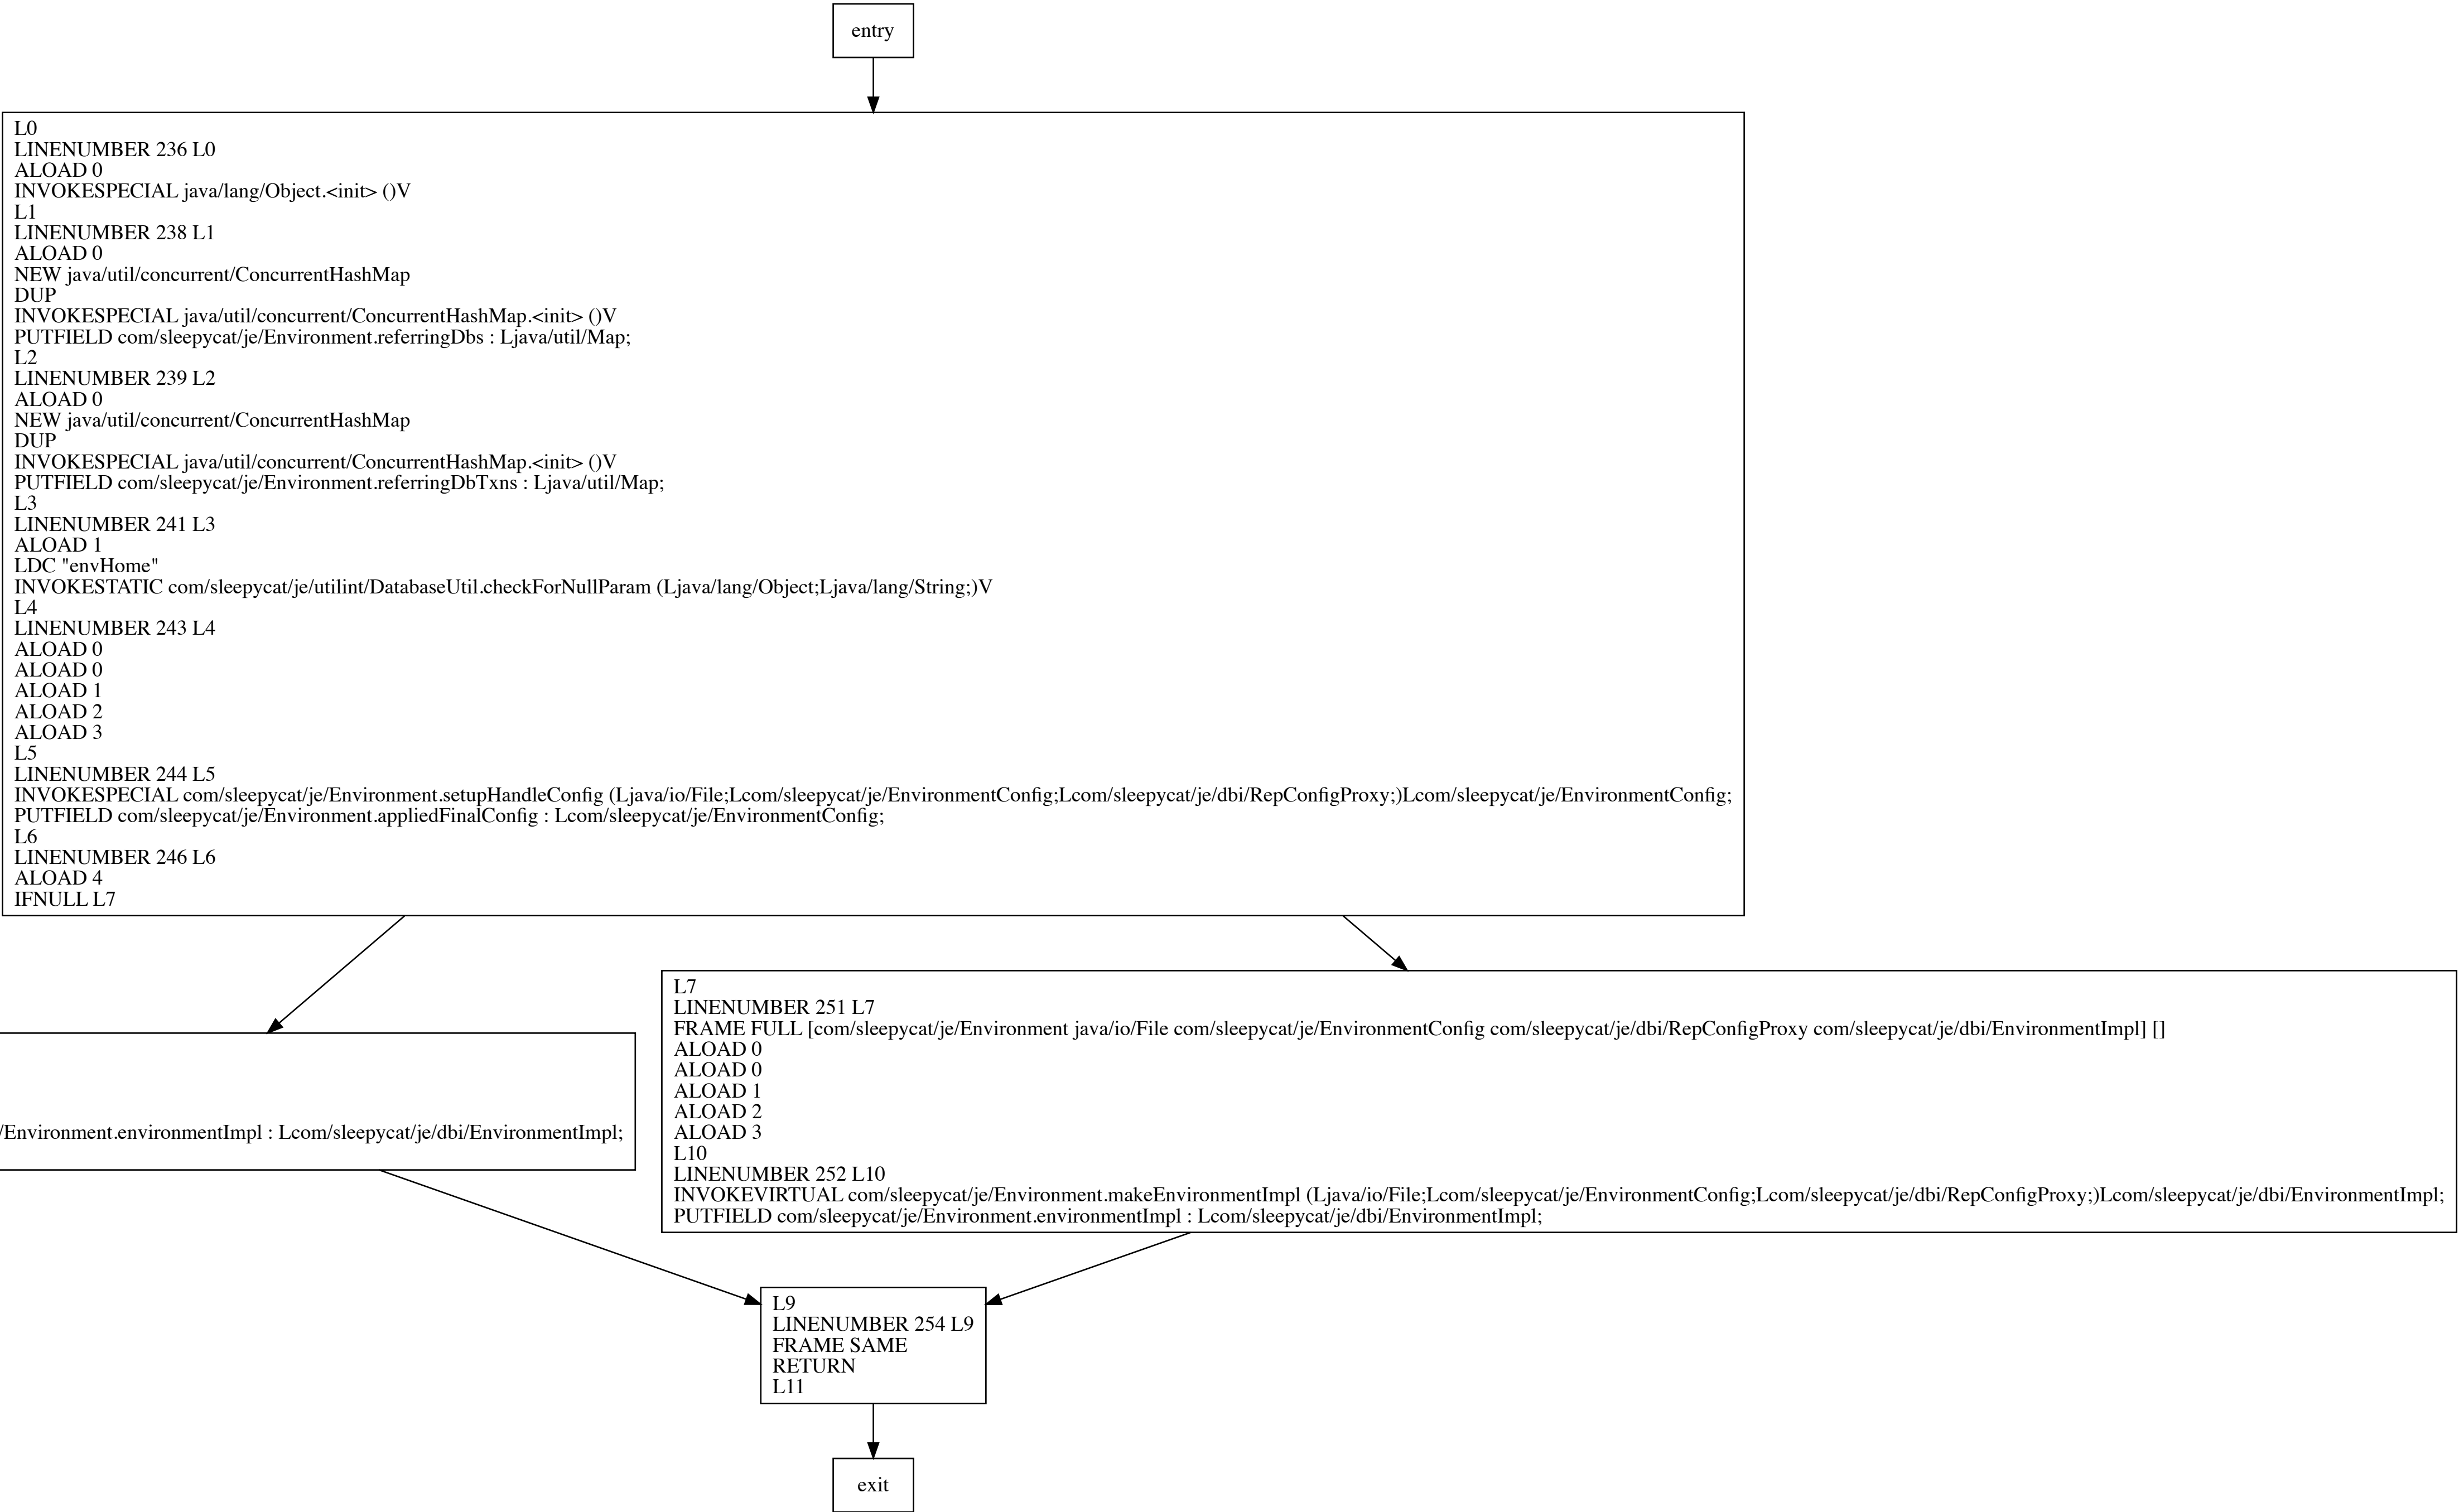 entry
L0
LINENUMBER 236 L0
ALOAD 0
INVOKESPECIAL java/lang/Object.<init> ()V
L1
LINENUMBER 238 L1
ALOAD 0
NEW java/util/concurrent/ConcurrentHashMap
DUP
INVOKESPECIAL java/util/concurrent/ConcurrentHashMap.<init> ()V
PUTFIELD com/sleepycat/je/Environment.referringDbs : Ljava/util/Map;
L2
LINENUMBER 239 L2
ALOAD 0
NEW java/util/concurrent/ConcurrentHashMap
DUP
INVOKESPECIAL java/util/concurrent/ConcurrentHashMap.<init> ()V
PUTFIELD com/sleepycat/je/Environment.referringDbTxns : Ljava/util/Map;
L3
LINENUMBER 241 L3
ALOAD 1
LDC "envHome"
INVOKESTATIC com/sleepycat/je/utilint/DatabaseUtil.checkForNullParam (Ljava/lang/Object;Ljava/lang/String;)V
L4
LINENUMBER 243 L4
ALOAD 0
ALOAD 0
ALOAD 1
ALOAD 2
ALOAD 3
L5
LINENUMBER 244 L5
INVOKESPECIAL com/sleepycat/je/Environment.setupHandleConfig (Ljava/io/File;Lcom/sleepycat/je/EnvironmentConfig;Lcom/sleepycat/je/dbi/RepConfigProxy;)Lcom/sleepycat/je/EnvironmentConfig;
PUTFIELD com/sleepycat/je/Environment.appliedFinalConfig : Lcom/sleepycat/je/EnvironmentConfig;
L6
LINENUMBER 246 L6
ALOAD 4
IFNULL L7
/Environment.environmentImpl : Lcom/sleepycat/je/dbi/EnvironmentImpl;
L7
LINENUMBER 251 L7
FRAME FULL [com/sleepycat/je/Environment java/io/File com/sleepycat/je/EnvironmentConfig com/sleepycat/je/dbi/RepConfigProxy com/sleepycat/je/dbi/EnvironmentImpl] []
ALOAD 0
ALOAD 0
ALOAD 1
ALOAD 2
ALOAD 3
L10
LINENUMBER 252 L10
INVOKEVIRTUAL com/sleepycat/je/Environment.makeEnvironmentImpl (Ljava/io/File;Lcom/sleepycat/je/EnvironmentConfig;Lcom/sleepycat/je/dbi/RepConfigProxy;)Lcom/sleepycat/je/dbi/EnvironmentImpl;
PUTFIELD com/sleepycat/je/Environment.environmentImpl : Lcom/sleepycat/je/dbi/EnvironmentImpl;
L9
LINENUMBER 254 L9
FRAME SAME
RETURN
L11
exit